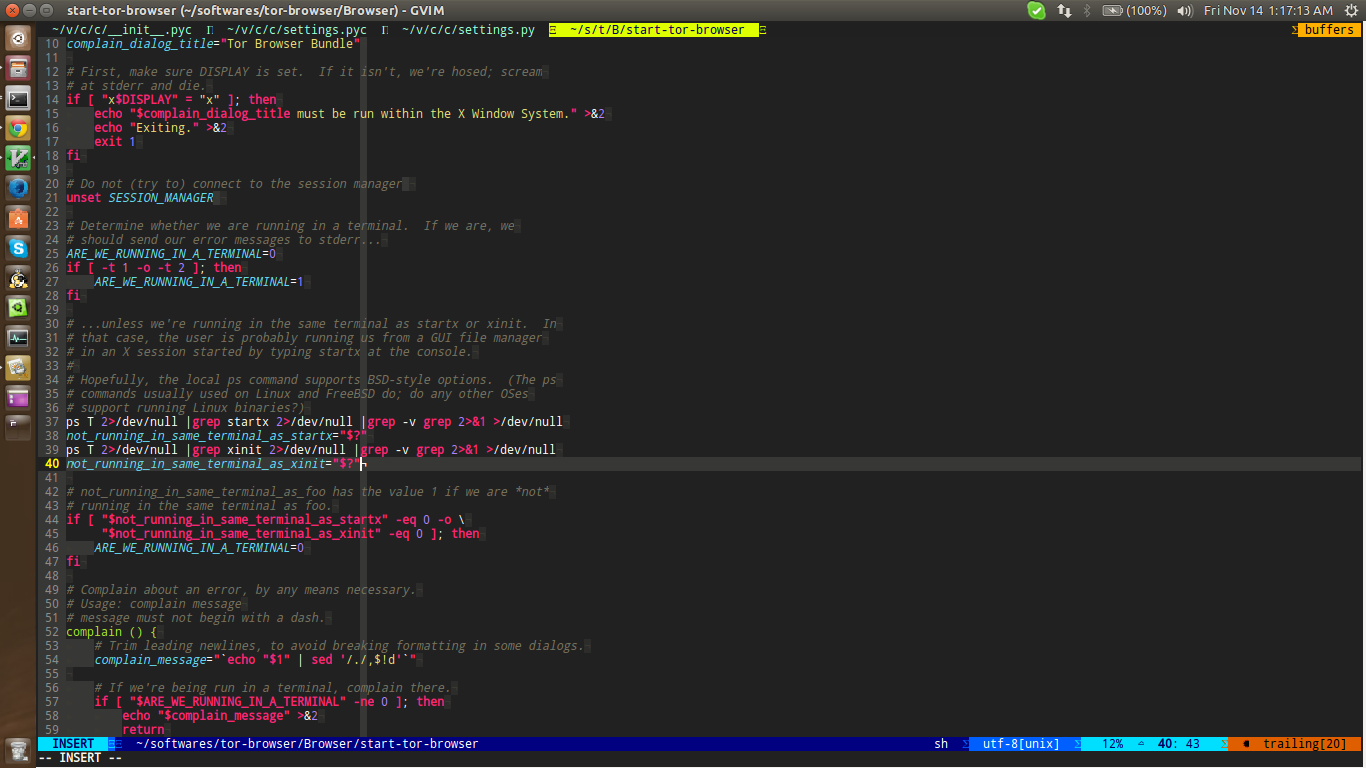 start-tor-browser (~/softwares/tor-browser/Browser) - GVIM (100%) Fri Nov 14 1:17:13 AM
~/v/c/c/__init__.pyc ~/v/c/c/settings.pyc ~/v/c/c/settings.py ~/s/t/B/start-tor-browser buffers
10 complain_dialog_title="Tor Browser Bundle"
11
12 # First, make sure DISPLAY is set.  If it isn't, we're hosed; scream
13 # at stderr and die.
14 if [ "x$DISPLAY" = "x" ]; then
15     echo "$complain_dialog_title must be run within the X Window System." >&2
16     echo "Exiting." >&2
17     exit 1
18 fi
19
20 # Do not (try to) connect to the session manager
21 unset SESSION_MANAGER
22
23 # Determine whether we are running in a terminal.  If we are, we
24 # should send our error messages to stderr...
25 ARE_WE_RUNNING_IN_A_TERMINAL=0
26 if [ -t 1 -o -t 2 ]; then
27     ARE_WE_RUNNING_IN_A_TERMINAL=1
28 fi
29
30 # ...unless we're running in the same terminal as startx or xinit.  In
31 # that case, the user is probably running us from a GUI file manager
32 # in an X session started by typing startx at the console.
33 #
34 # Hopefully, the local ps command supports BSD-style options.  (The ps
35 # commands usually used on Linux and FreeBSD do; do any other OSes
36 # support running Linux binaries?)
37 ps T 2>/dev/null |grep startx 2>/dev/null |grep -v grep 2>&1 >/dev/null
38 not_running_in_same_terminal_as_startx="$?"
39 ps T 2>/dev/null |grep xinit 2>/dev/null |grep -v grep 2>&1 >/dev/null
40 not_running_in_same_terminal_as_xinit="$?"¬
41
42 # not_running_in_same_terminal_as_foo has the value 1 if we are *not*
43 # running in the same terminal as foo.
44 if [ "$not_running_in_same_terminal_as_startx" -eq 0 -o \
45      "$not_running_in_same_terminal_as_xinit" -eq 0 ]; then
46     ARE_WE_RUNNING_IN_A_TERMINAL=0
47 fi
48
49 # Complain about an error, by any means necessary.
50 # Usage: complain message
51 # message must not begin with a dash.
52 complain () {
53     # Trim leading newlines, to avoid breaking formatting in some dialogs.
54     complain_message="`echo "$1" | sed '/./,$!d'`"
55
56     # If we're being run in a terminal, complain there.
57     if [ "$ARE_WE_RUNNING_IN_A_TERMINAL" -ne 0 ]; then
58         echo "$complain_message" >&2
59         return
INSERT ~/softwares/tor-browser/Browser/start-tor-browser sh utf-8[unix] 12% 40: 43 trailing[20]
-- INSERT --